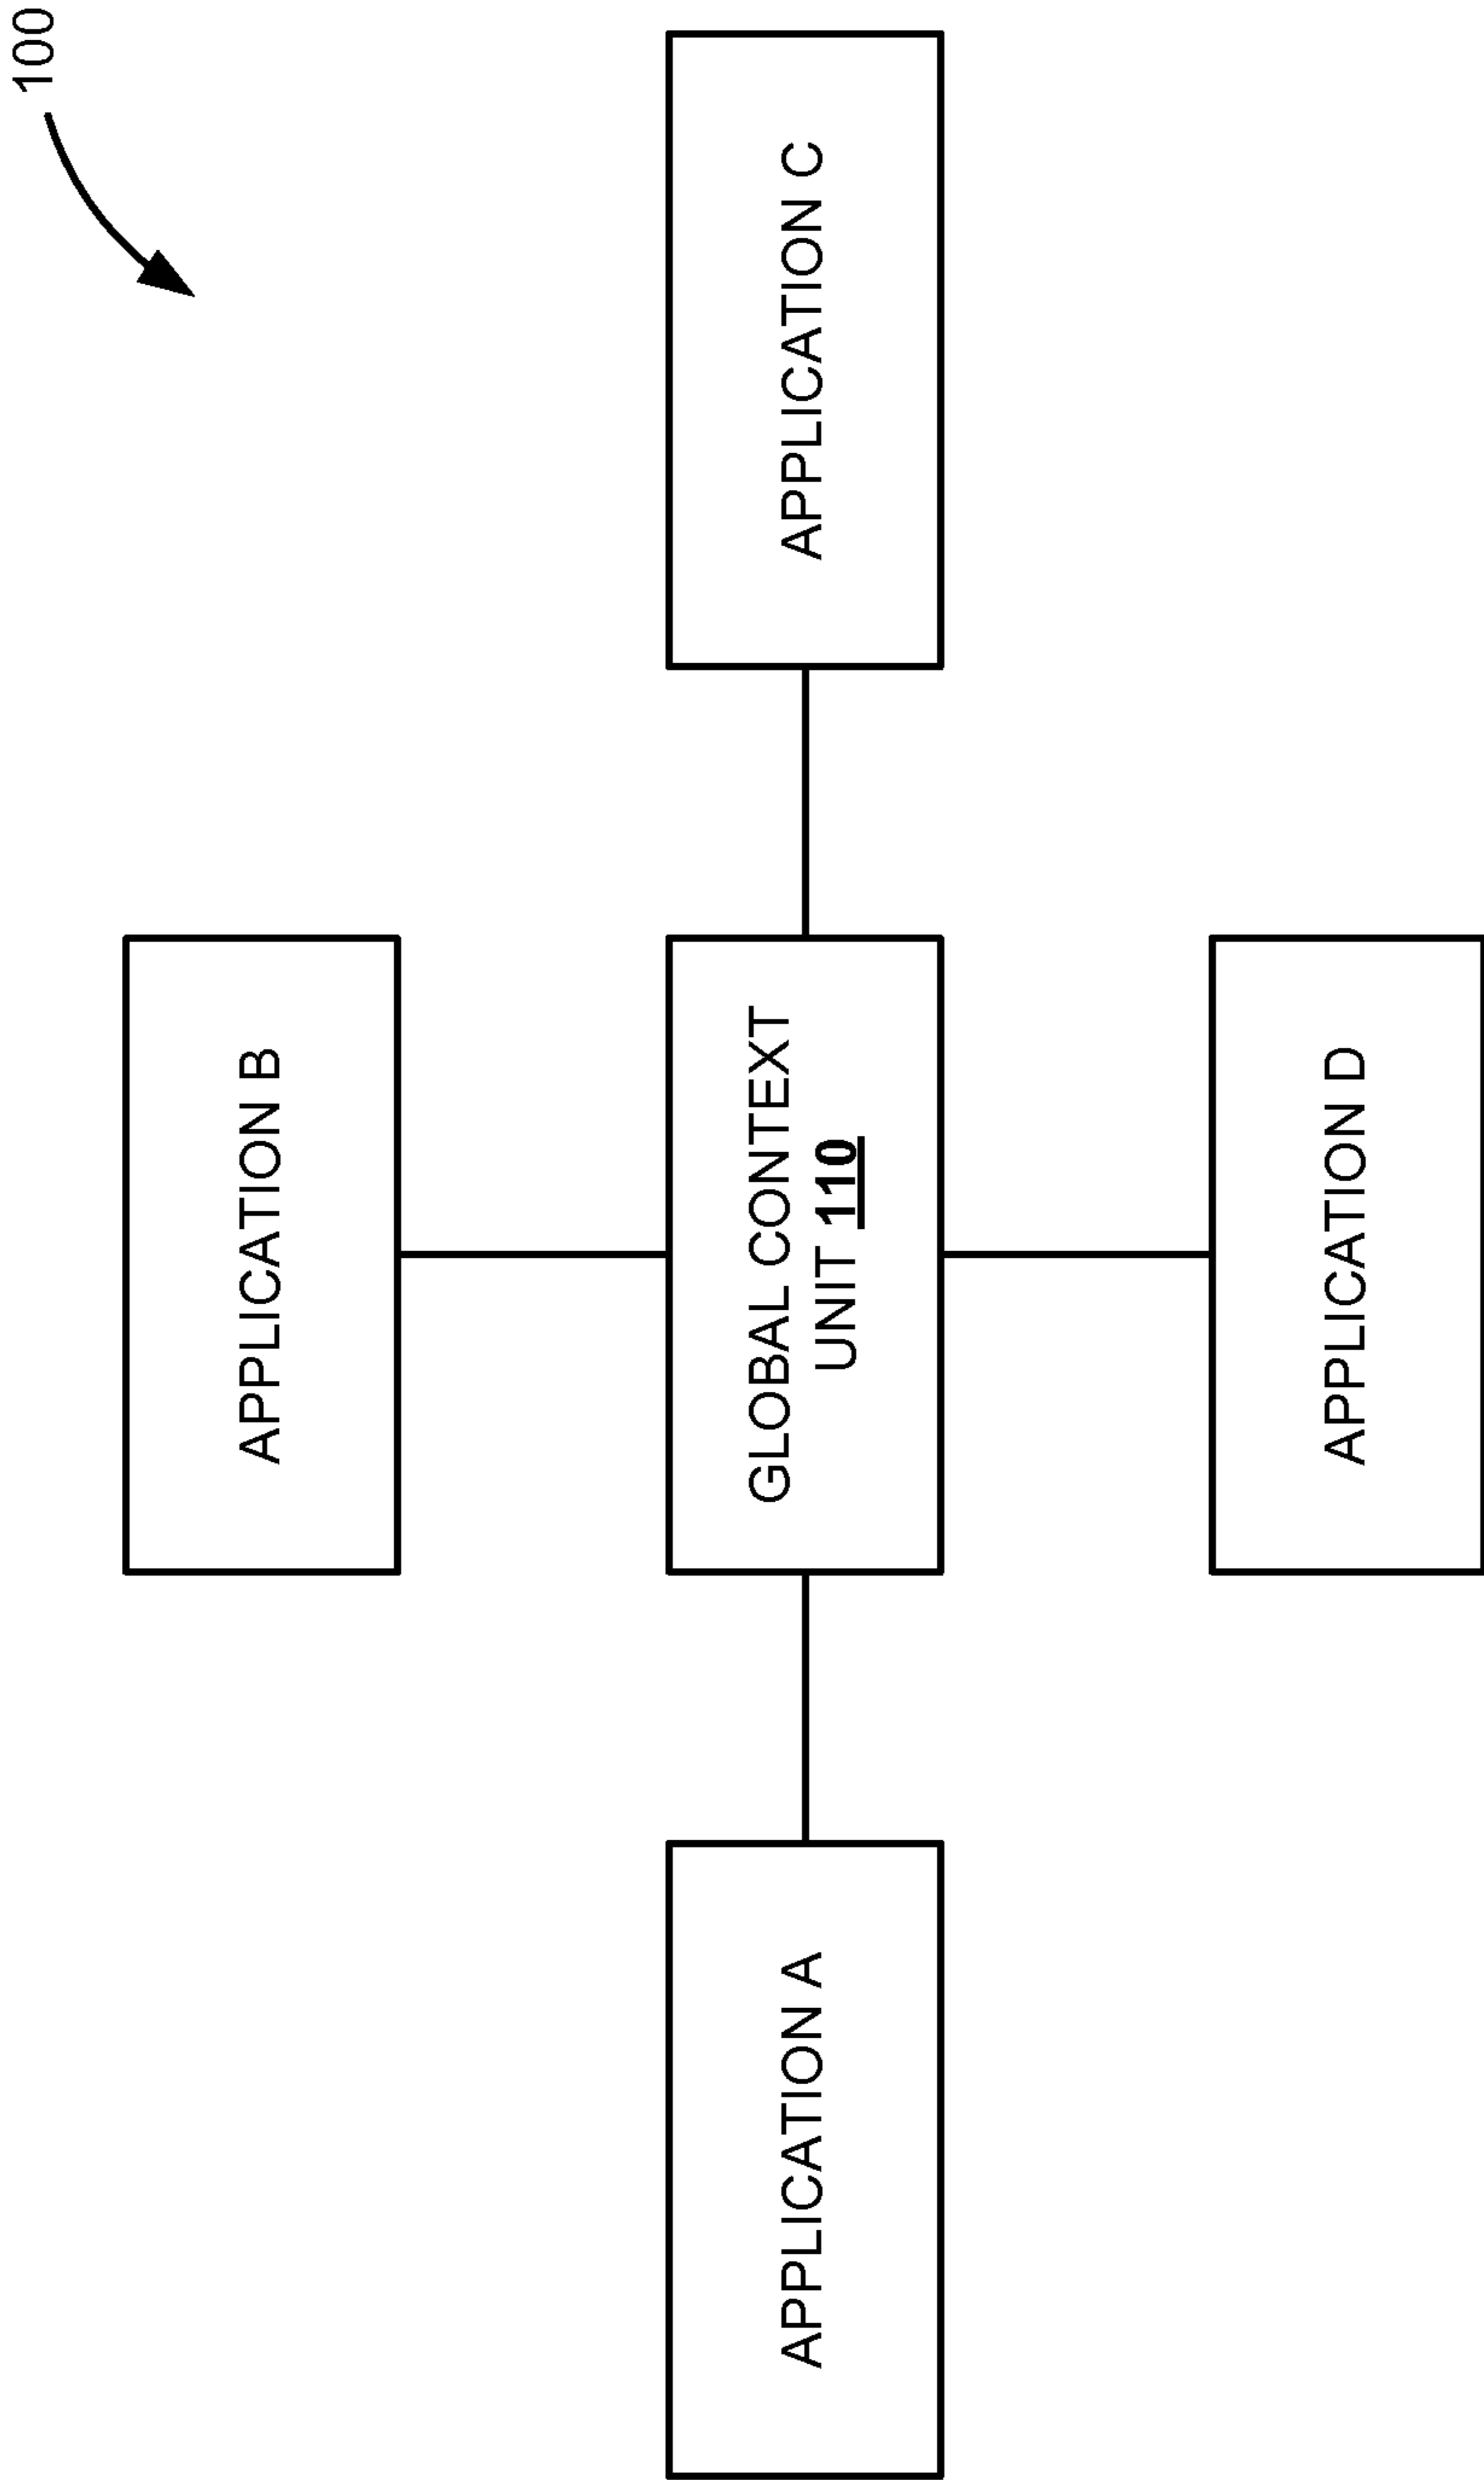 100
APPLICATION B
APPLICATION A
GLOBAL CONTEXT
UNIT 110
APPLICATION C
APPLICATION D